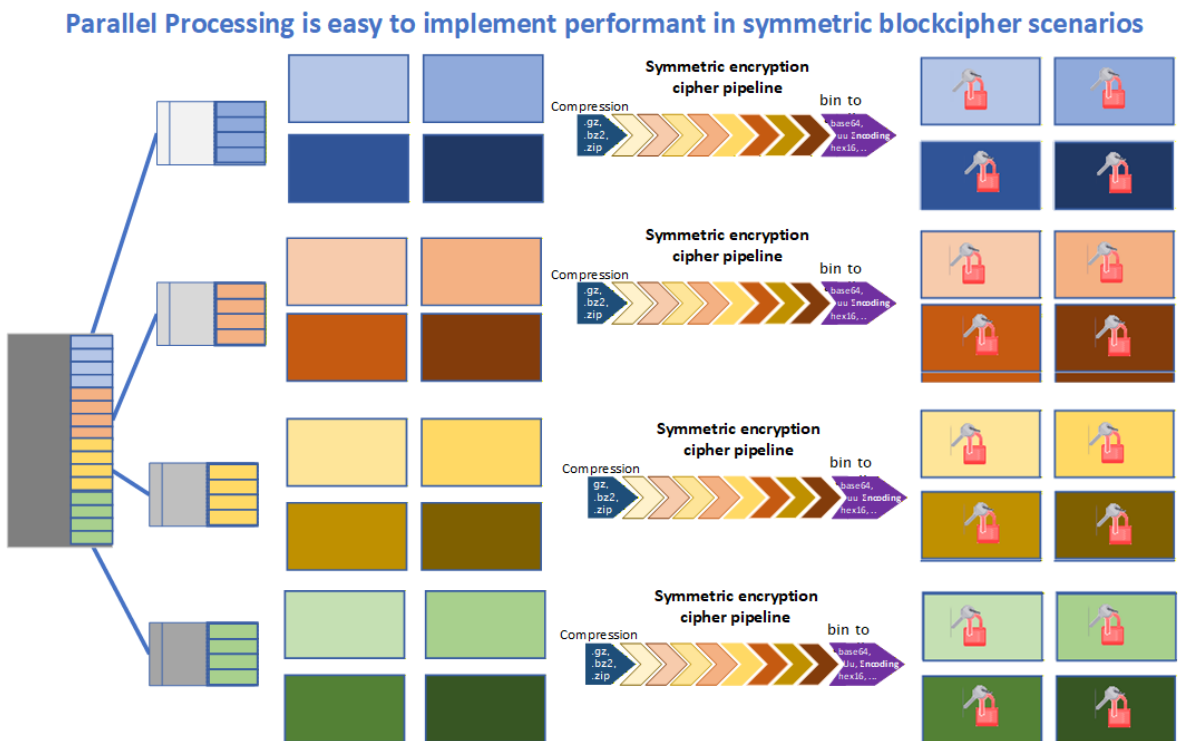 Parallel Processing is easy to implement performant in symmetric blockcipher scenarios
Symmetric encryption
cipher pipeline
Compression
bin to
.gz,
.bz2,
.zip
base64,
uu Encoding
hex16, ...
Symmetric encryption
cipher pipeline
Compression
bin to
.gz,
.bz2,
.zip
base64,
uu Encoding
hex16, ...
Symmetric encryption
cipher pipeline
Compression
bin to
gz,
.bz2,
.zip
base64,
uu Encoding
hex16, ...
Symmetric encryption
cipher pipeline
Compression
bin to
.gz,
.bz2,
.zip
base64,
Uu, Encoding
hex16, ...